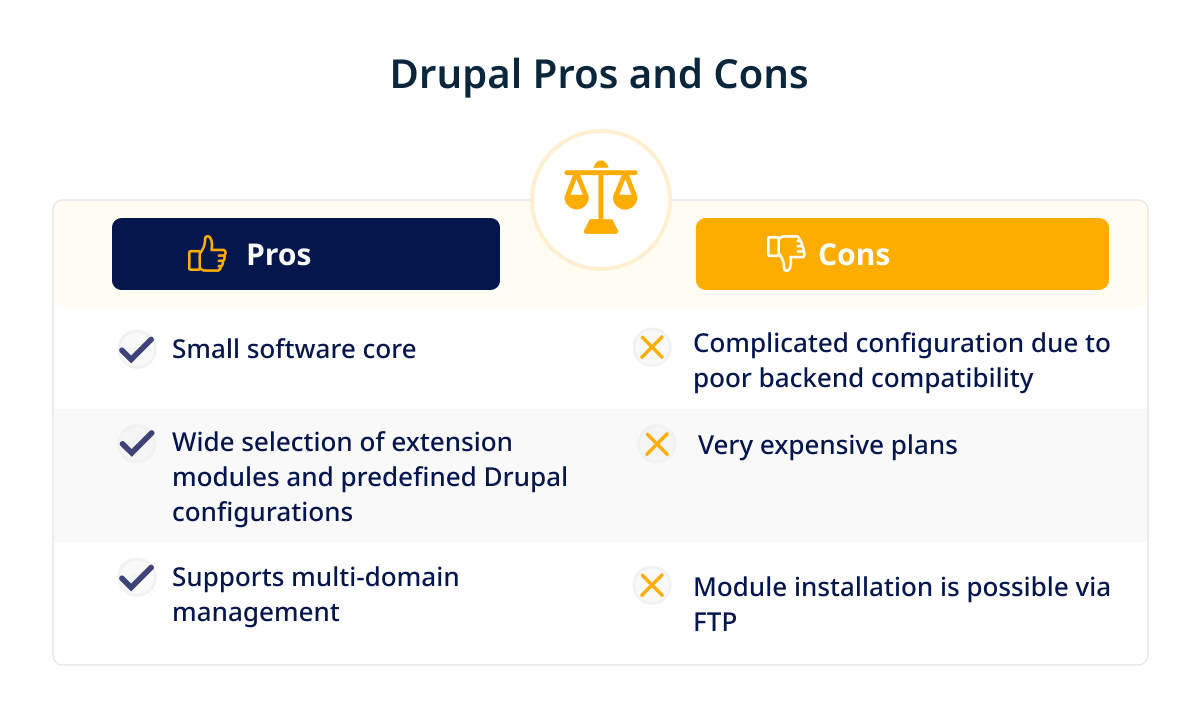 Drupal Pros and Cons
Pros
Cons
Small software core
Complicated configuration due to
poor backend compatibility
Wide selection of extension
modules and predefined Drupal
configurations
Very expensive plans
Supports multi-domain
management
Module installation is possible via
FTP